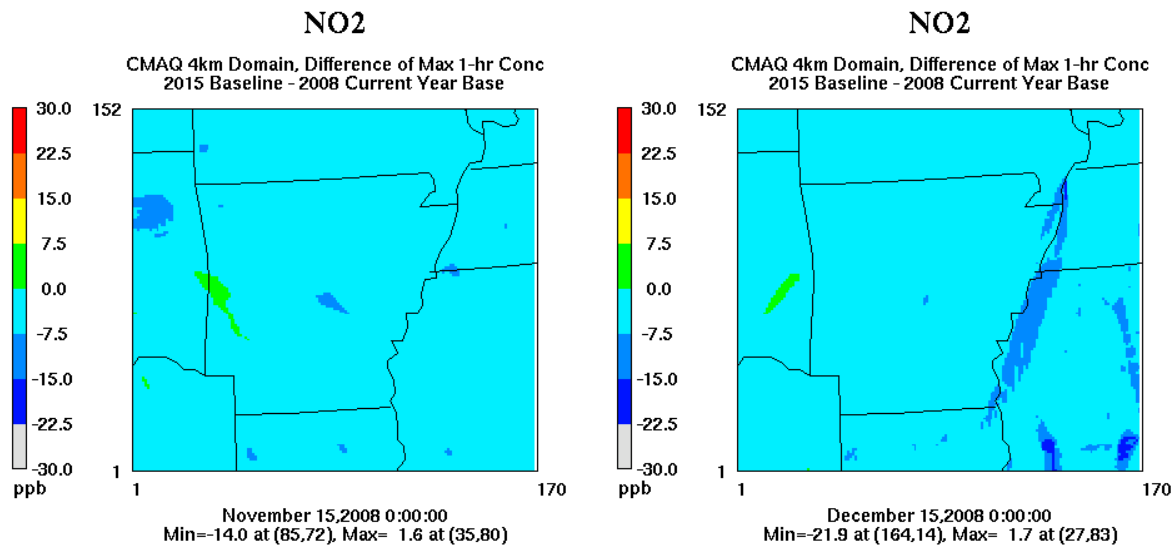 NO2
CMAQ 4km Domain, Difference of Max 1-hr Conc
2015 Baseline - 2008 Current Year Base
30.0
22.5
15.0
7.5
0.0
-7.5
-15.0
-22.5
-30.0
ppb
152
1
1
170
November 15,2008 0:00:00
Min=-14.0 at (85,72), Max= 1.6 at (35,80)
NO2
CMAQ 4km Domain, Difference of Max 1-hr Conc
2015 Baseline - 2008 Current Year Base
30.0
22.5
15.0
7.5
0.0
-7.5
-15.0
-22.5
-30.0
ppb
152
1
1
170
December 15,2008 0:00:00
Min=-21.9 at (164,14), Max= 1.7 at (27,83)